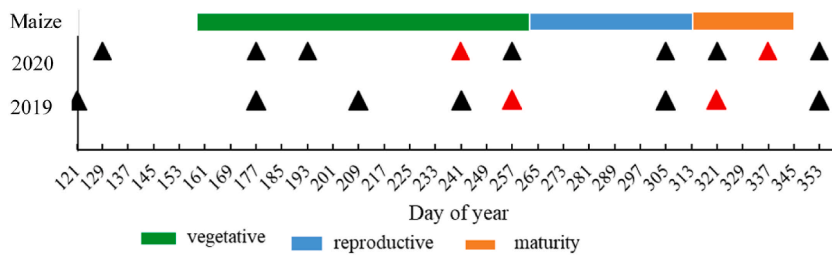 Maize
2020
2019
121 129 137 145 153 161 169 177 185 193 201 209 217 225 233 241 249 257 265 273 281 289 297 305 313 321 329 337 345 353
Day of year
vegetative reproductive maturity